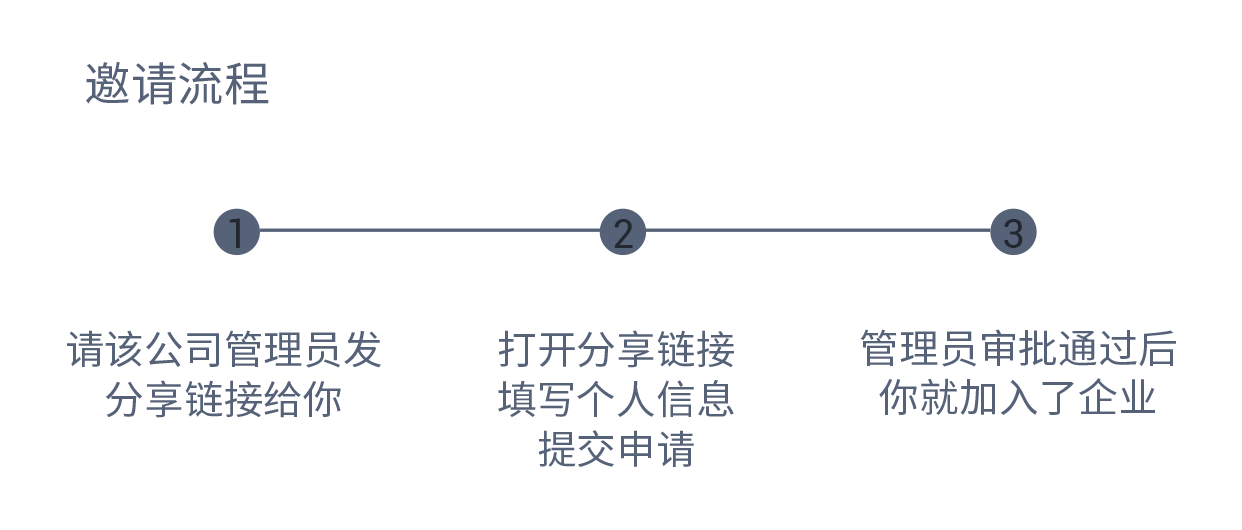 邀请流程
1
2
3
请该公司管理员发
分享链接给你
打开分享链接
填写个人信息
提交申请
管理员审批通过后
你就加入了企业